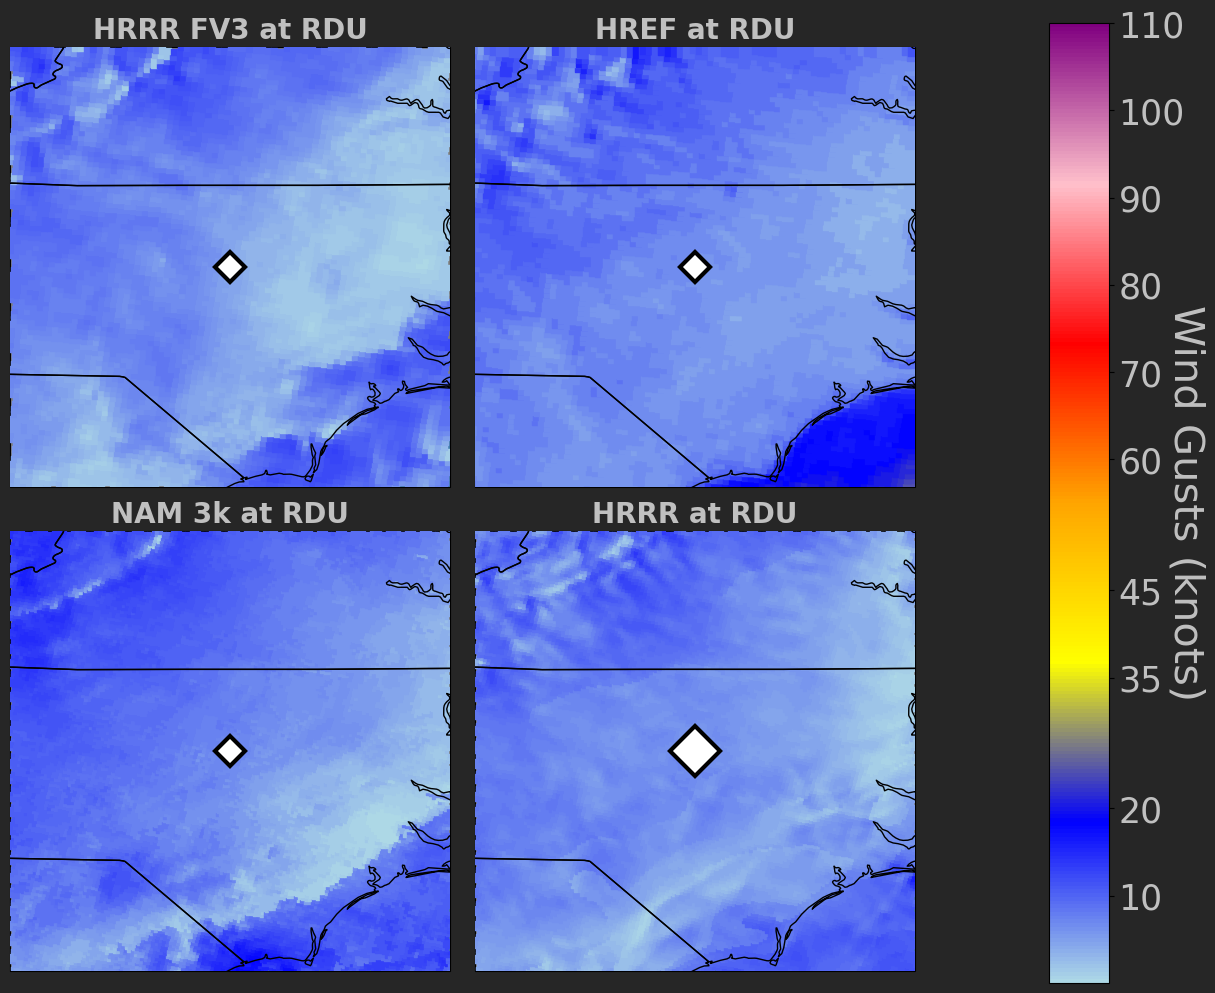 HRRR FV3 at RDU
HREF at RDU
NAM 3k at RDU
HRRR at RDU
110
100
90
80
70
60
45
35
20
10
Wind Gusts (knots)